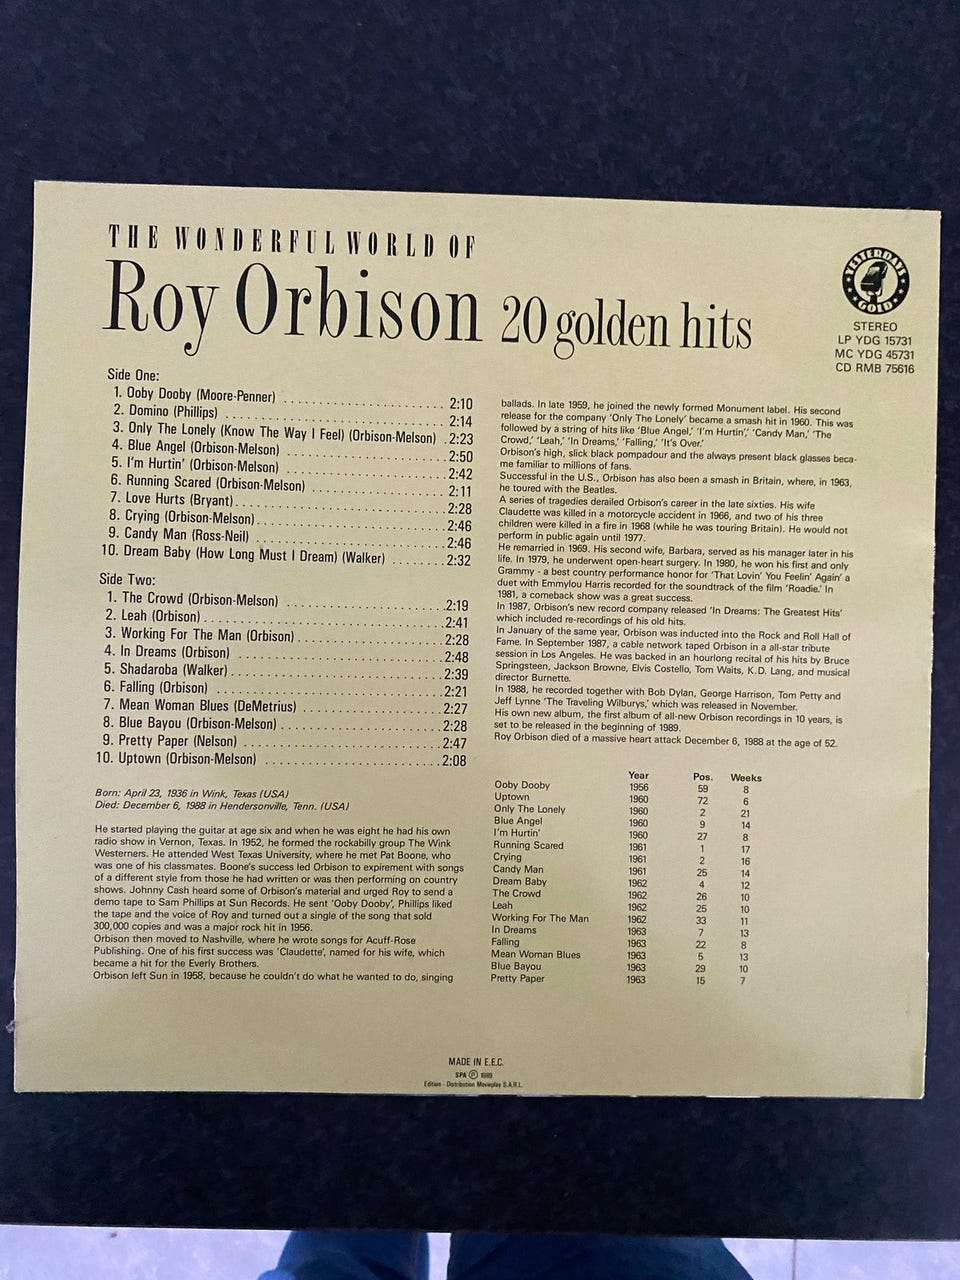 THE WONDERFUL WORLD OF
Roy Orbison 20 golden hits
YESTERDAYS
GOLD
STEREO
LP YDG 15731
MC YDG 45731
CD RMB 75616
Side One:
1. Ooby Dooby (Moore-Penner) 2:10
2. Domino (Phillips) 2:14
3. Only The Lonely (Know The Way I Feel) (Orbison-Melson) 2:23
4. Blue Angel (Orbison-Melson) 2:50
5. I'm Hurtin' (Orbison-Melson) 2:42
6. Running Scared (Orbison-Melson) 2:11
7. Love Hurts (Bryant) 2:28
8. Crying (Orbison-Melson) 2:46
9. Candy Man (Ross-Neil) 2:46
10. Dream Baby (How Long Must I Dream) (Walker) 2:32
Side Two:
1. The Crowd (Orbison-Melson) 2:19
2. Leah (Orbison) 2:41
3. Working For The Man (Orbison) 2:28
4. In Dreams (Orbison) 2:48
5. Shadaroba (Walker) 2:39
6. Falling (Orbison) 2:21
7. Mean Woman Blues (DeMetrius) 2:27
8. Blue Bayou (Orbison-Melson) 2:28
9. Pretty Paper (Nelson) 2:47
10. Uptown (Orbison-Melson) 2:08
Born: April 23, 1936 in Wink, Texas (USA)
Died: December 6, 1988 in Hendersonville, Tenn. (USA)
He started playing the guitar at age six and when he was eight he had his own
radio show in Vernon, Texas. In 1952, he formed the rockabilly group The Wink
Westerners. He attended West Texas University, where he met Pat Boone, who
was one of his classmates. Boone's success led Orbison to expirement with songs
of a different style from those he had written or was then performing on country
shows. Johnny Cash heard some of Orbison's material and urged Roy to send a
demo tape to Sam Phillips at Sun Records. He sent 'Ooby Dooby', Phillips liked
the tape and the voice of Roy and turned out a single of the song that sold
300,000 copies and was a major rock hit in 1956.
Orbison then moved to Nashville, where he wrote songs for Acuff-Rose
Publishing. One of his first success was 'Claudette', named for his wife, which
became a hit for the Everly Brothers.
Orbison left Sun in 1958, because he couldn't do what he wanted to do, singing
ballads. In late 1959, he joined the newly formed Monument label. His second
release for the company 'Only The Lonely' became a smash hit in 1960. This was
followed by a string of hits like 'Blue Angel,' 'I'm Hurtin',' 'Candy Man,' 'The
Crowd,' 'Leah,' 'In Dreams,' 'Falling,' 'It's Over.'
Orbison's high, slick black pompadour and the always present black glasses beca-
me familiar to millions of fans.
Successful in the U.S., Orbison has also been a smash in Britain, where, in 1963,
he toured with the Beatles.
A series of tragedies derailed Orbison's career in the late sixties. His wife
Claudette was killed in a motorcycle accident in 1966, and two of his three
children were killed in a fire in 1968 (while he was touring Britain). He would not
perform in public again until 1977.
He remarried in 1969. His second wife, Barbara, served as his manager later in his
life. In 1979, he underwent open-heart surgery. In 1980, he won his first and only
Grammy - a best country performance honor for 'That Lovin' You Feelin' Again' a
duet with Emmylou Harris recorded for the soundtrack of the film 'Roadie.' In
1981, a comeback show was a great success.
In 1987, Orbison's new record company released 'In Dreams: The Greatest Hits'
which included re-recordings of his old hits.
In January of the same year, Orbison was inducted into the Rock and Roll Hall of
Fame. In September 1987, a cable network taped Orbison in a all-star tribute
session in Los Angeles. He was backed in an hourlong recital of his hits by Bruce
Springsteen, Jackson Browne, Elvis Costello, Tom Waits, K.D. Lang, and musical
director Burnette.
In 1988, he recorded together with Bob Dylan, George Harrison, Tom Petty and
Jeff Lynne 'The Traveling Wilburys,' which was released in November.
His own new album, the first album of all-new Orbison recordings in 10 years, is
set to be released in the beginning of 1989.
Roy Orbison died of a massive heart attack December 6, 1988 at the age of 52.
Year Pos. Weeks
Ooby Dooby 1956 59 8
Uptown 1960 72 6
Only The Lonely 1960 2 21
Blue Angel 1960 9 14
I'm Hurtin' 1960 27 8
Running Scared 1961 1 17
Crying 1961 2 16
Candy Man 1961 25 14
Dream Baby 1962 4 12
The Crowd 1962 26 10
Leah 1962 25 10
Working For The Man 1962 33 11
In Dreams 1963 7 13
Falling 1963 22 8
Mean Woman Blues 1963 5 13
Blue Bayou 1963 29 10
Pretty Paper 1963 15 7
MADE IN E.E.C.
SPA ℗ 1989
Edition - Distribution Movieplay S.A.R.L.